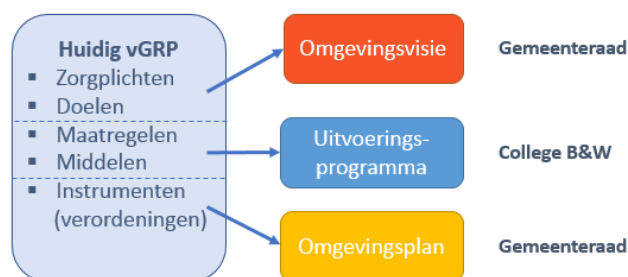 Huidig vGRP
▪ Zorgplichten
▪ Doelen
▪ Maatregelen
▪ Middelen
▪ Instrumenten
(verordeningen)
Omgevingsvisie
Gemeenteraad
Uitvoerings-
programma
College B&W
Omgevingsplan
Gemeenteraad